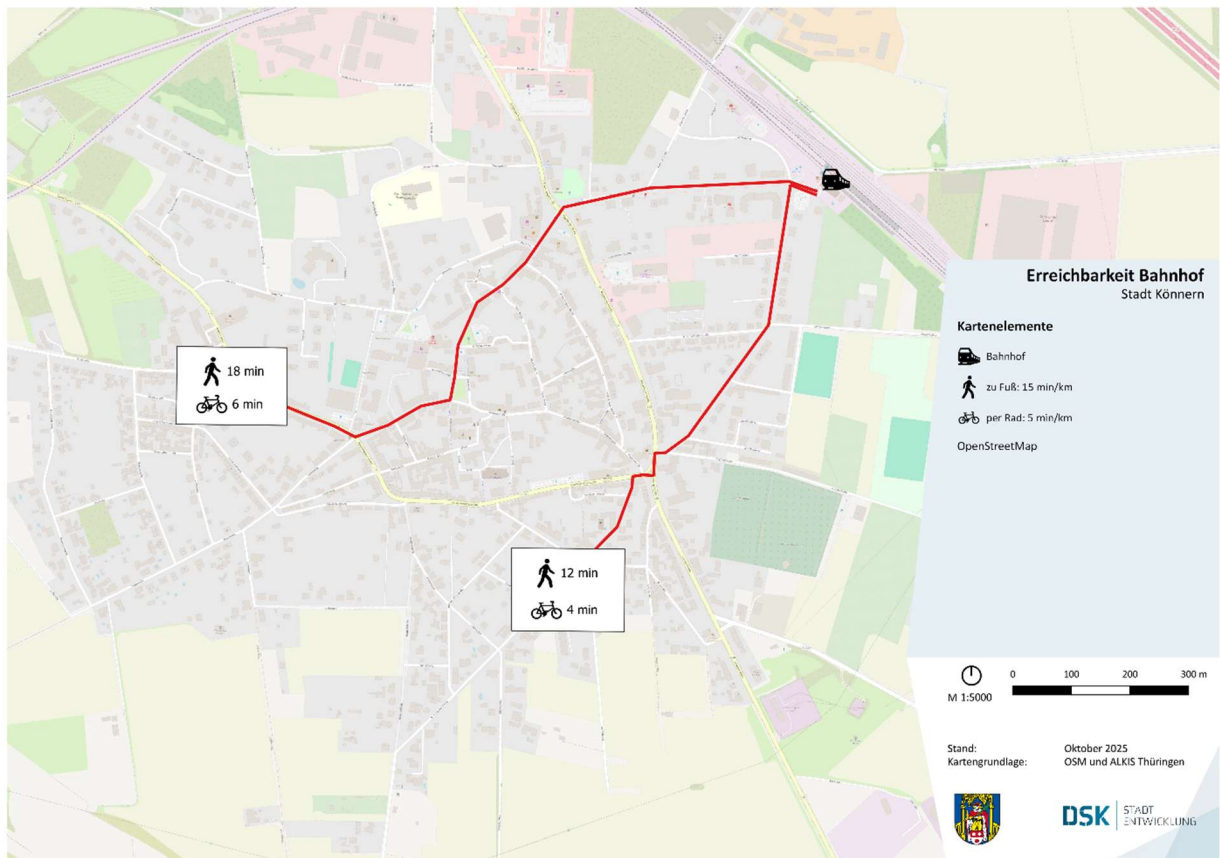 Erreichbarkeit Bahnhof
Stadt Könnern
Kartenelemente
Bahnhof
zu Fuß: 15 min/km
per Rad: 5 min/km
OpenStreetMap
18 min
6 min
12 min
4 min
M 1:5000
0 100 200 300 m
Stand: Oktober 2025
Kartengrundlage: OSM und ALKIS Thüringen
DSK STADT
ENTWICKLUNG